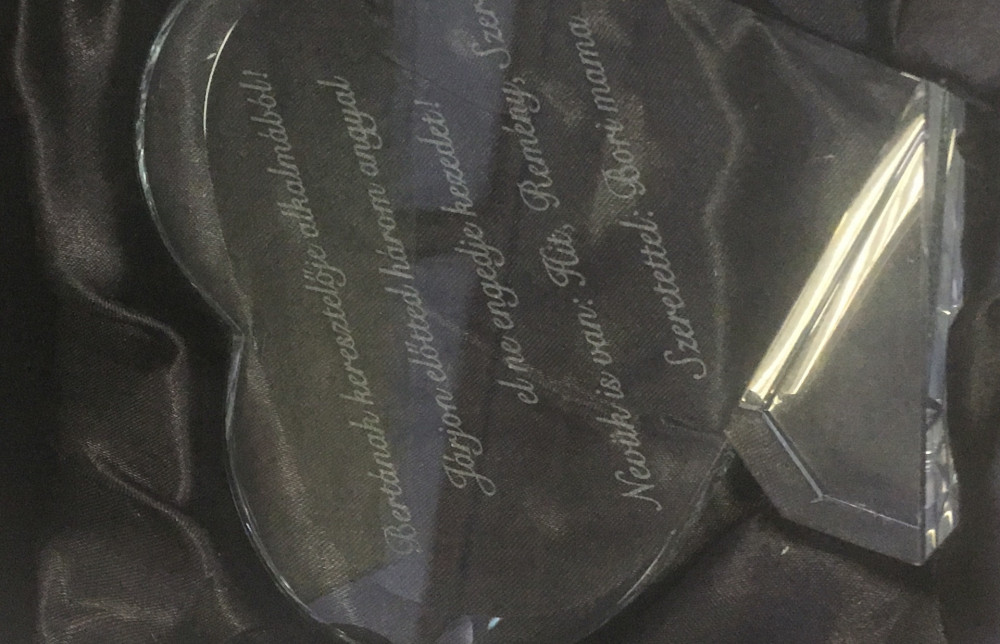 Bertának keresztelője alkalmából!
Járjon előtted három angyal
el ne engedje kezedet!
Nevük is van: Hit, Remény, Szer
Szeretettel: Bori mama